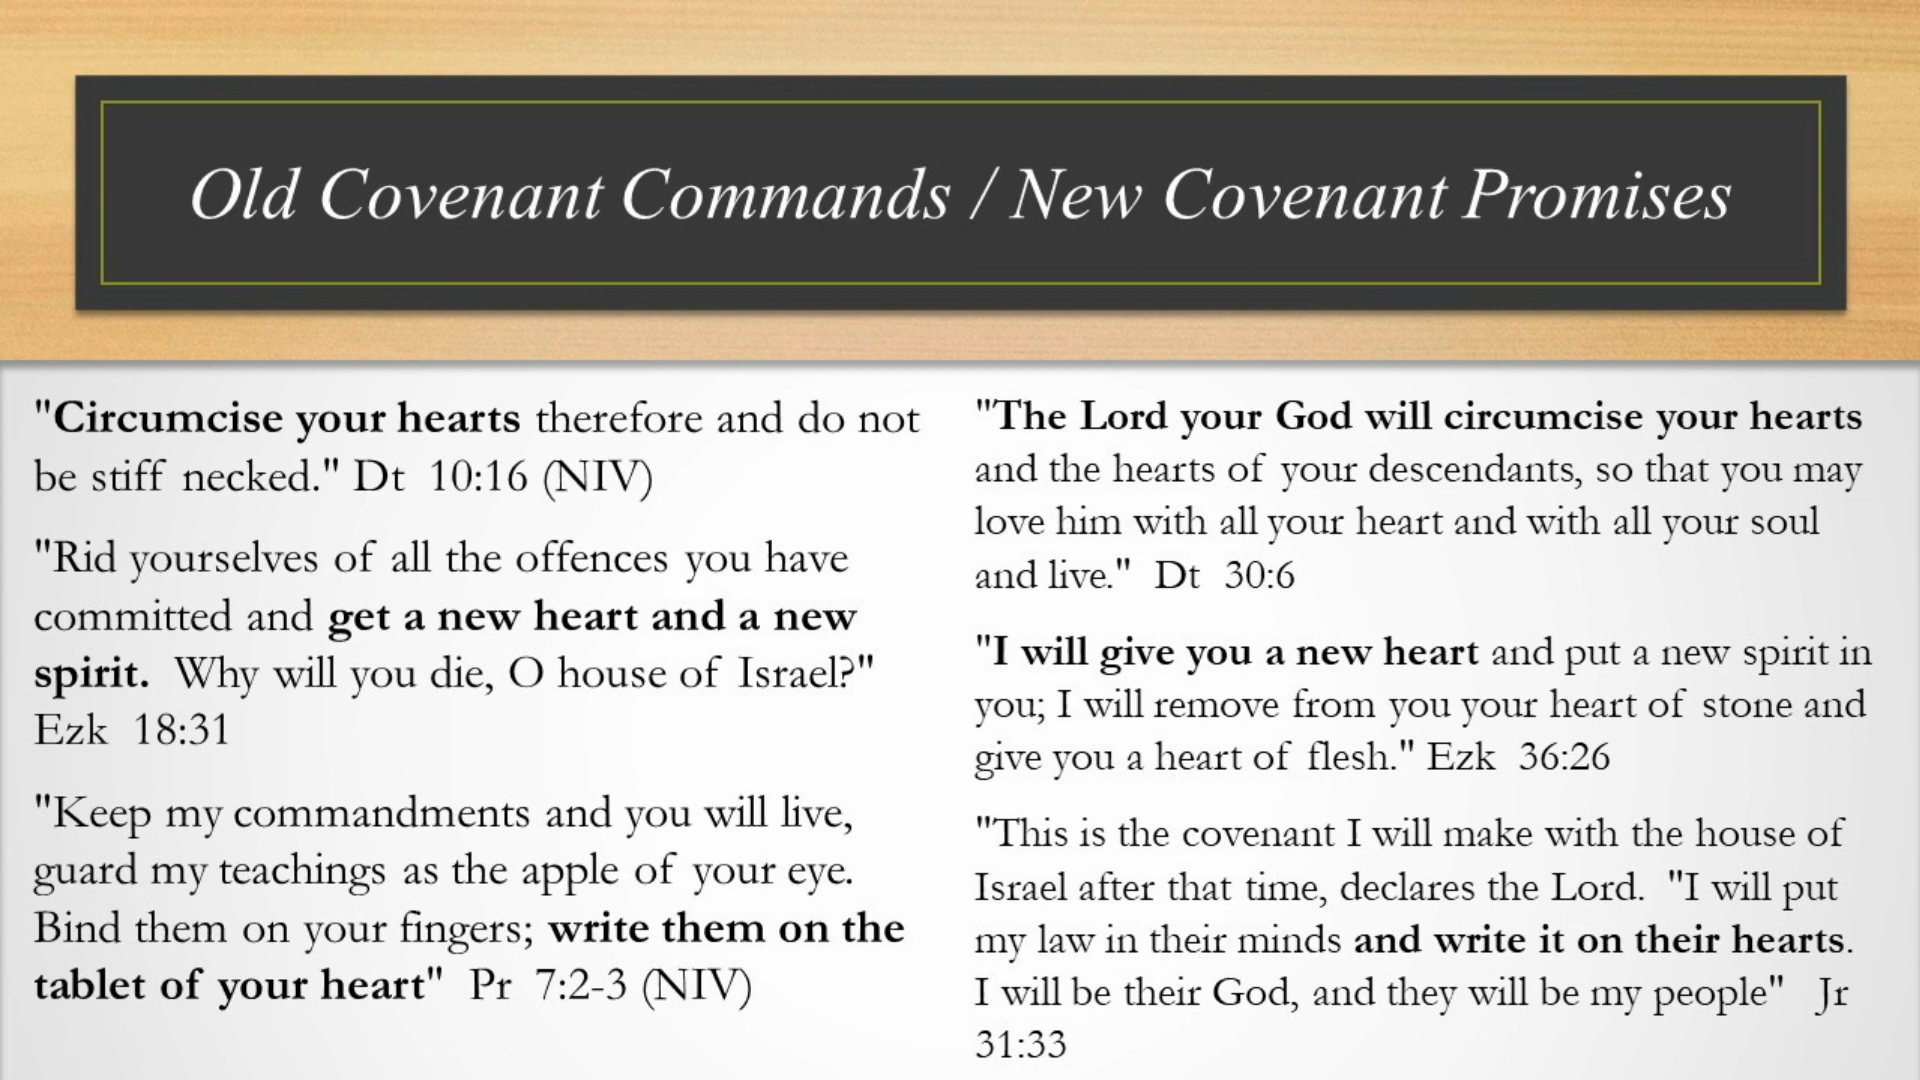 Old Covenant Commands / New Covenant Promises
"Circumcise your hearts therefore and do not
be stiff necked." Dt 10:16 (NIV)
"Rid yourselves of all the offences you have
committed and get a new heart and a new
spirit. Why will you die, O house of Israel?"
Ezk 18:31
"Keep my commandments and you will live,
guard my teachings as the apple of your eye.
Bind them on your fingers; write them on the
tablet of your heart" Pr 7:2-3 (NIV)
"The Lord your God will circumcise your hearts
and the hearts of your descendants, so that you may
love him with all your heart and with all your soul
and live." Dt 30:6
"I will give you a new heart and put a new spirit in
you; I will remove from you your heart of stone and
give you a heart of flesh." Ezk 36:26
"This is the covenant I will make with the house of
Israel after that time, declares the Lord. "I will put
my law in their minds and write it on their hearts.
I will be their God, and they will be my people" Jr
31:33